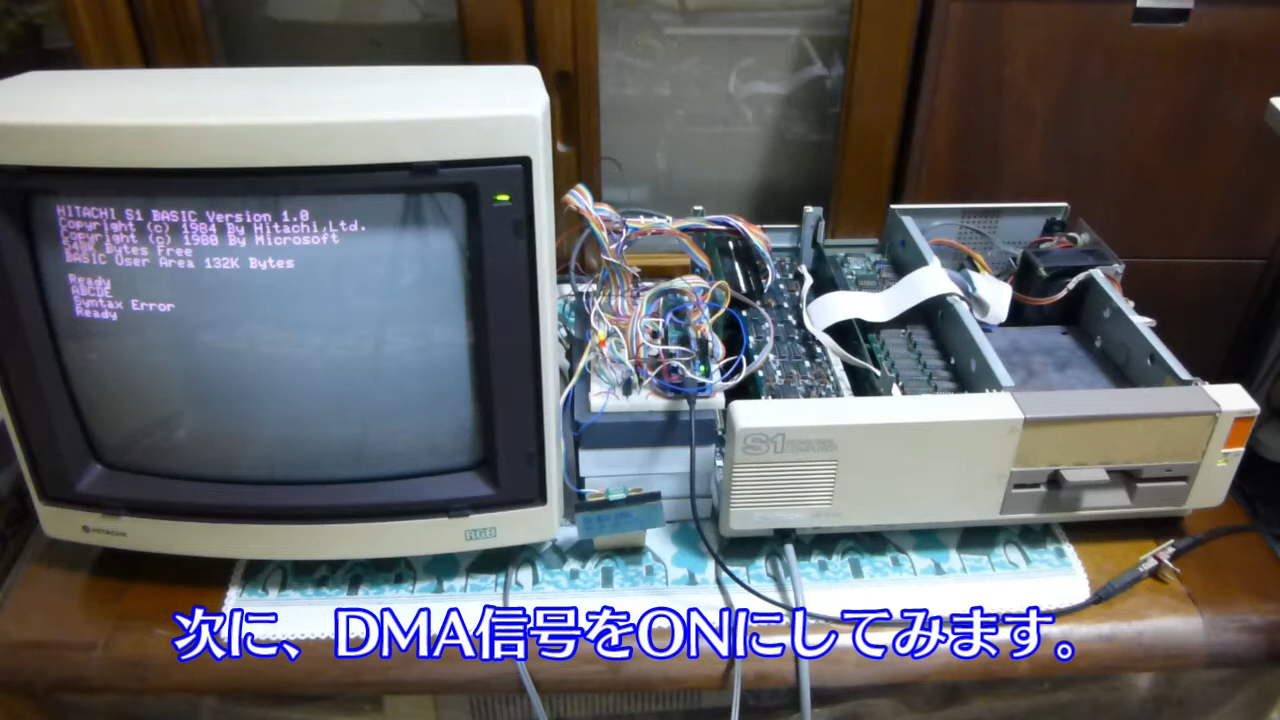 HITACHI S1 BASIC Version 1.0
Copyright (c) 1984 By Hitachi,Ltd.
Copyright (c) 1980 By Microsoft
Bytes Free
BASIC User Area 132K Bytes
Ready
ABCDE
Syntax Error
Ready
S1
HITACHI
RGB
次に、DMA信号をONにしてみます。